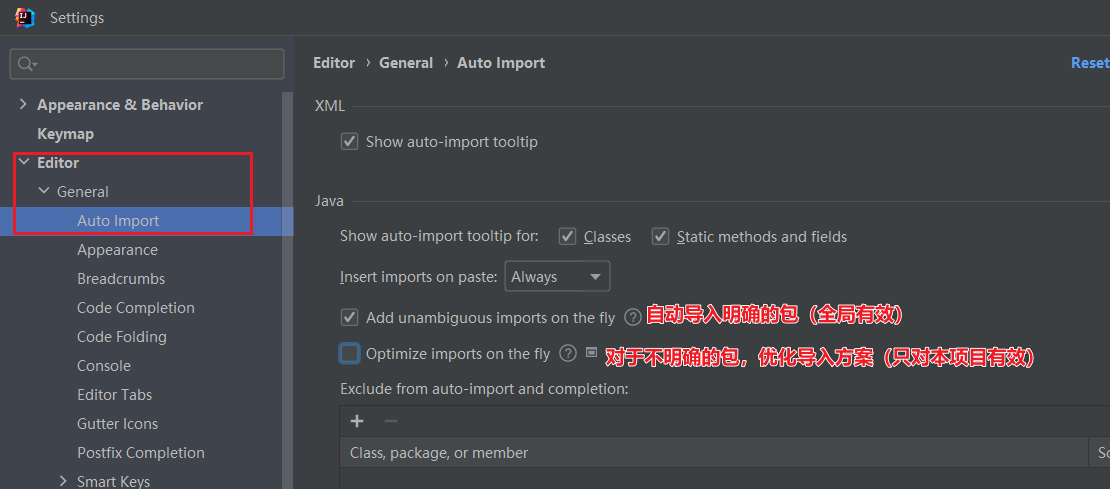 Settings
Editor › General › Auto Import
Reset
Appearance & Behavior
Keymap
Editor
General
Auto Import
Appearance
Breadcrumbs
Code Completion
Code Folding
Console
Editor Tabs
Gutter Icons
Postfix Completion
Smart Keys
XML
Show auto-import tooltip
Java
Show auto-import tooltip for: Classes Static methods and fields
Insert imports on paste: Always
Add unambiguous imports on the fly ? 自动导入明确的包（全局有效）
Optimize imports on the fly ? 对于不明确的包，优化导入方案（只对本项目有效）
Exclude from auto-import and completion:
Class, package, or member